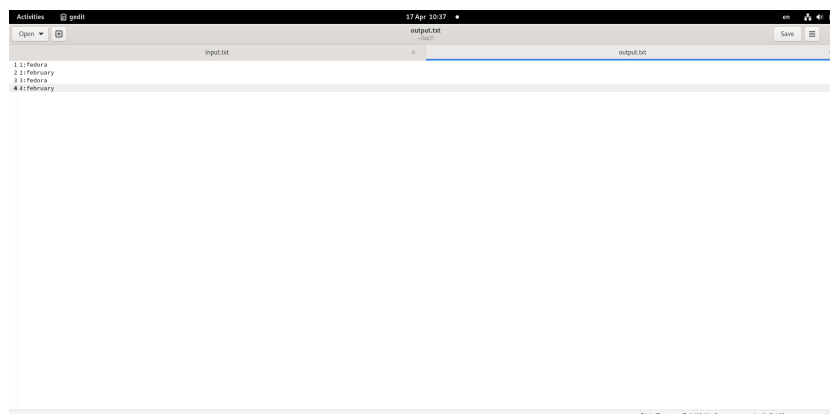 Activities gedit 17 Apr 10:37 en
Open output.txt Save
~/lab11
input.txt output.txt
1 1:fedora
2 2:february
3 3:fedora
4 4:february